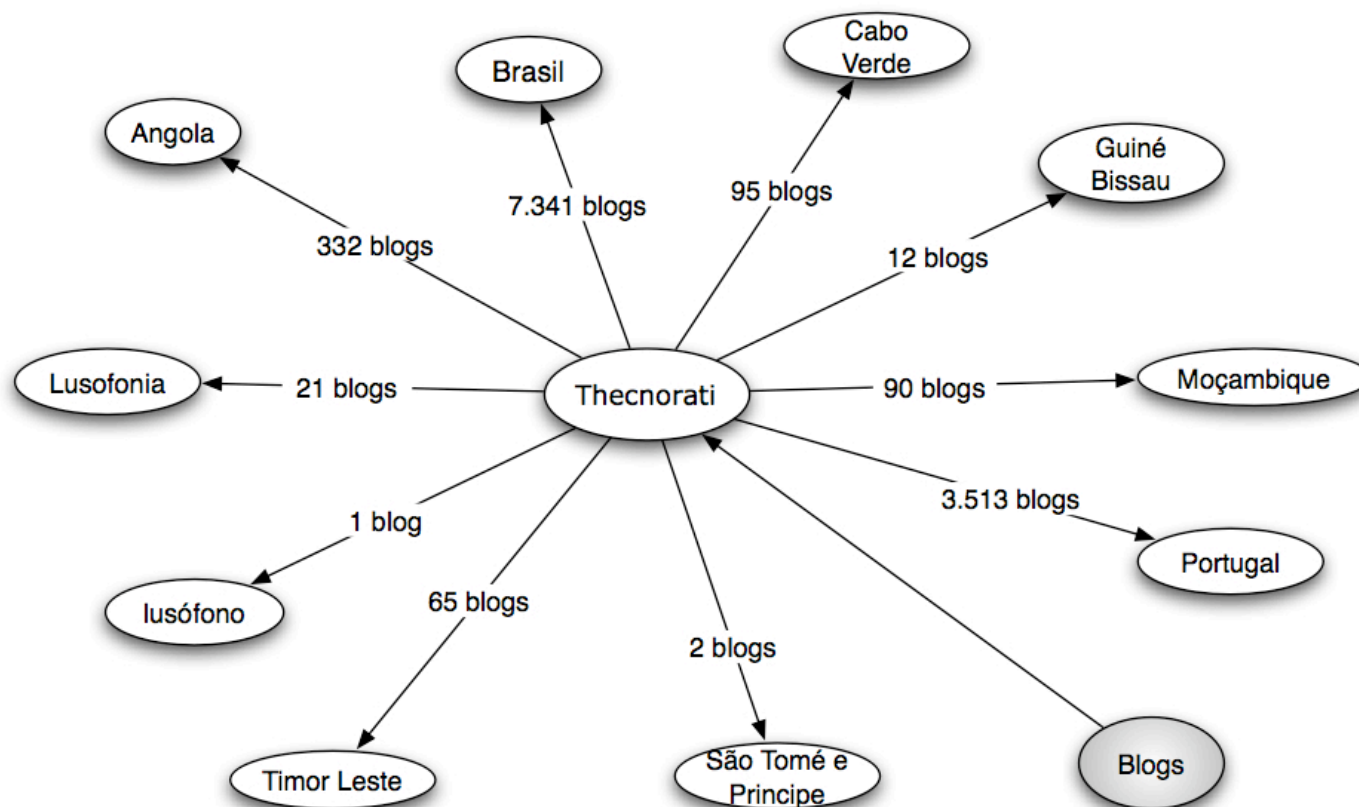 Cabo
Verde
Brasil
Angola
Guiné
Bissau
7.341 blogs
95 blogs
332 blogs
12 blogs
Lusofonia
21 blogs
Thecnorati
90 blogs
Moçambique
3.513 blogs
1 blog
Portugal
lusófono
65 blogs
2 blogs
São Tomé e
Principe
Blogs
Timor Leste